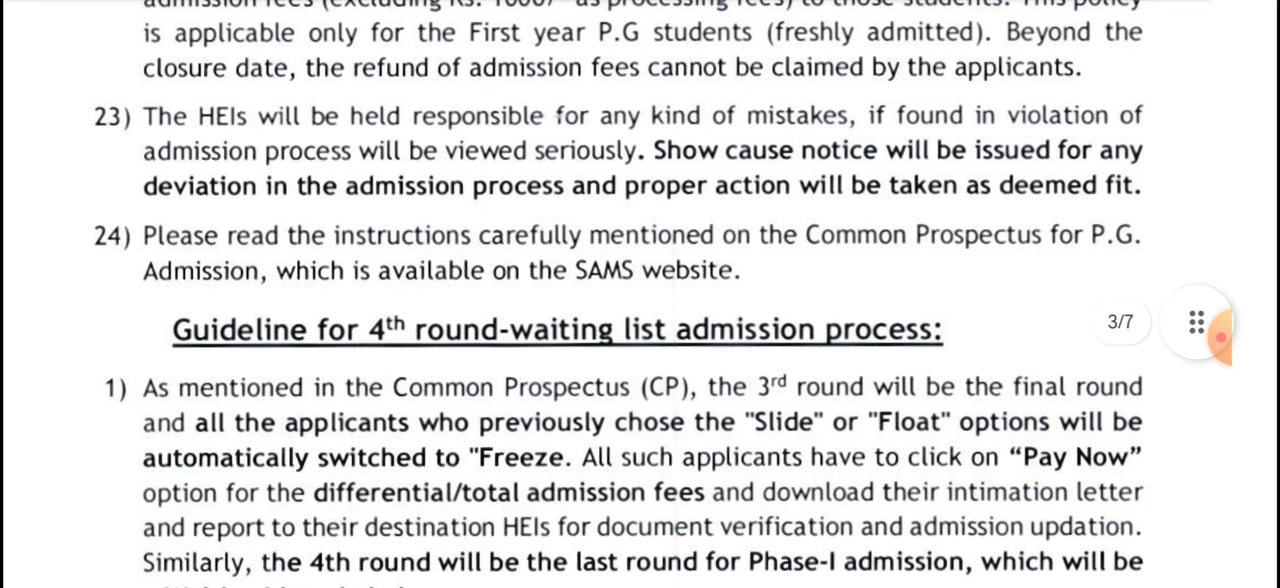 is applicable only for the First year P.G students (freshly admitted). Beyond the
closure date, the refund of admission fees cannot be claimed by the applicants.
23) The HEIs will be held responsible for any kind of mistakes, if found in violation of
admission process will be viewed seriously. Show cause notice will be issued for any
deviation in the admission process and proper action will be taken as deemed fit.
24) Please read the instructions carefully mentioned on the Common Prospectus for P.G.
Admission, which is available on the SAMS website.
Guideline for 4th round-waiting list admission process:
3/7
1) As mentioned in the Common Prospectus (CP), the 3rd round will be the final round
and all the applicants who previously chose the "Slide" or "Float" options will be
automatically switched to "Freeze. All such applicants have to click on “Pay Now”
option for the differential/total admission fees and download their intimation letter
and report to their destination HEIs for document verification and admission updation.
Similarly, the 4th round will be the last round for Phase-I admission, which will be